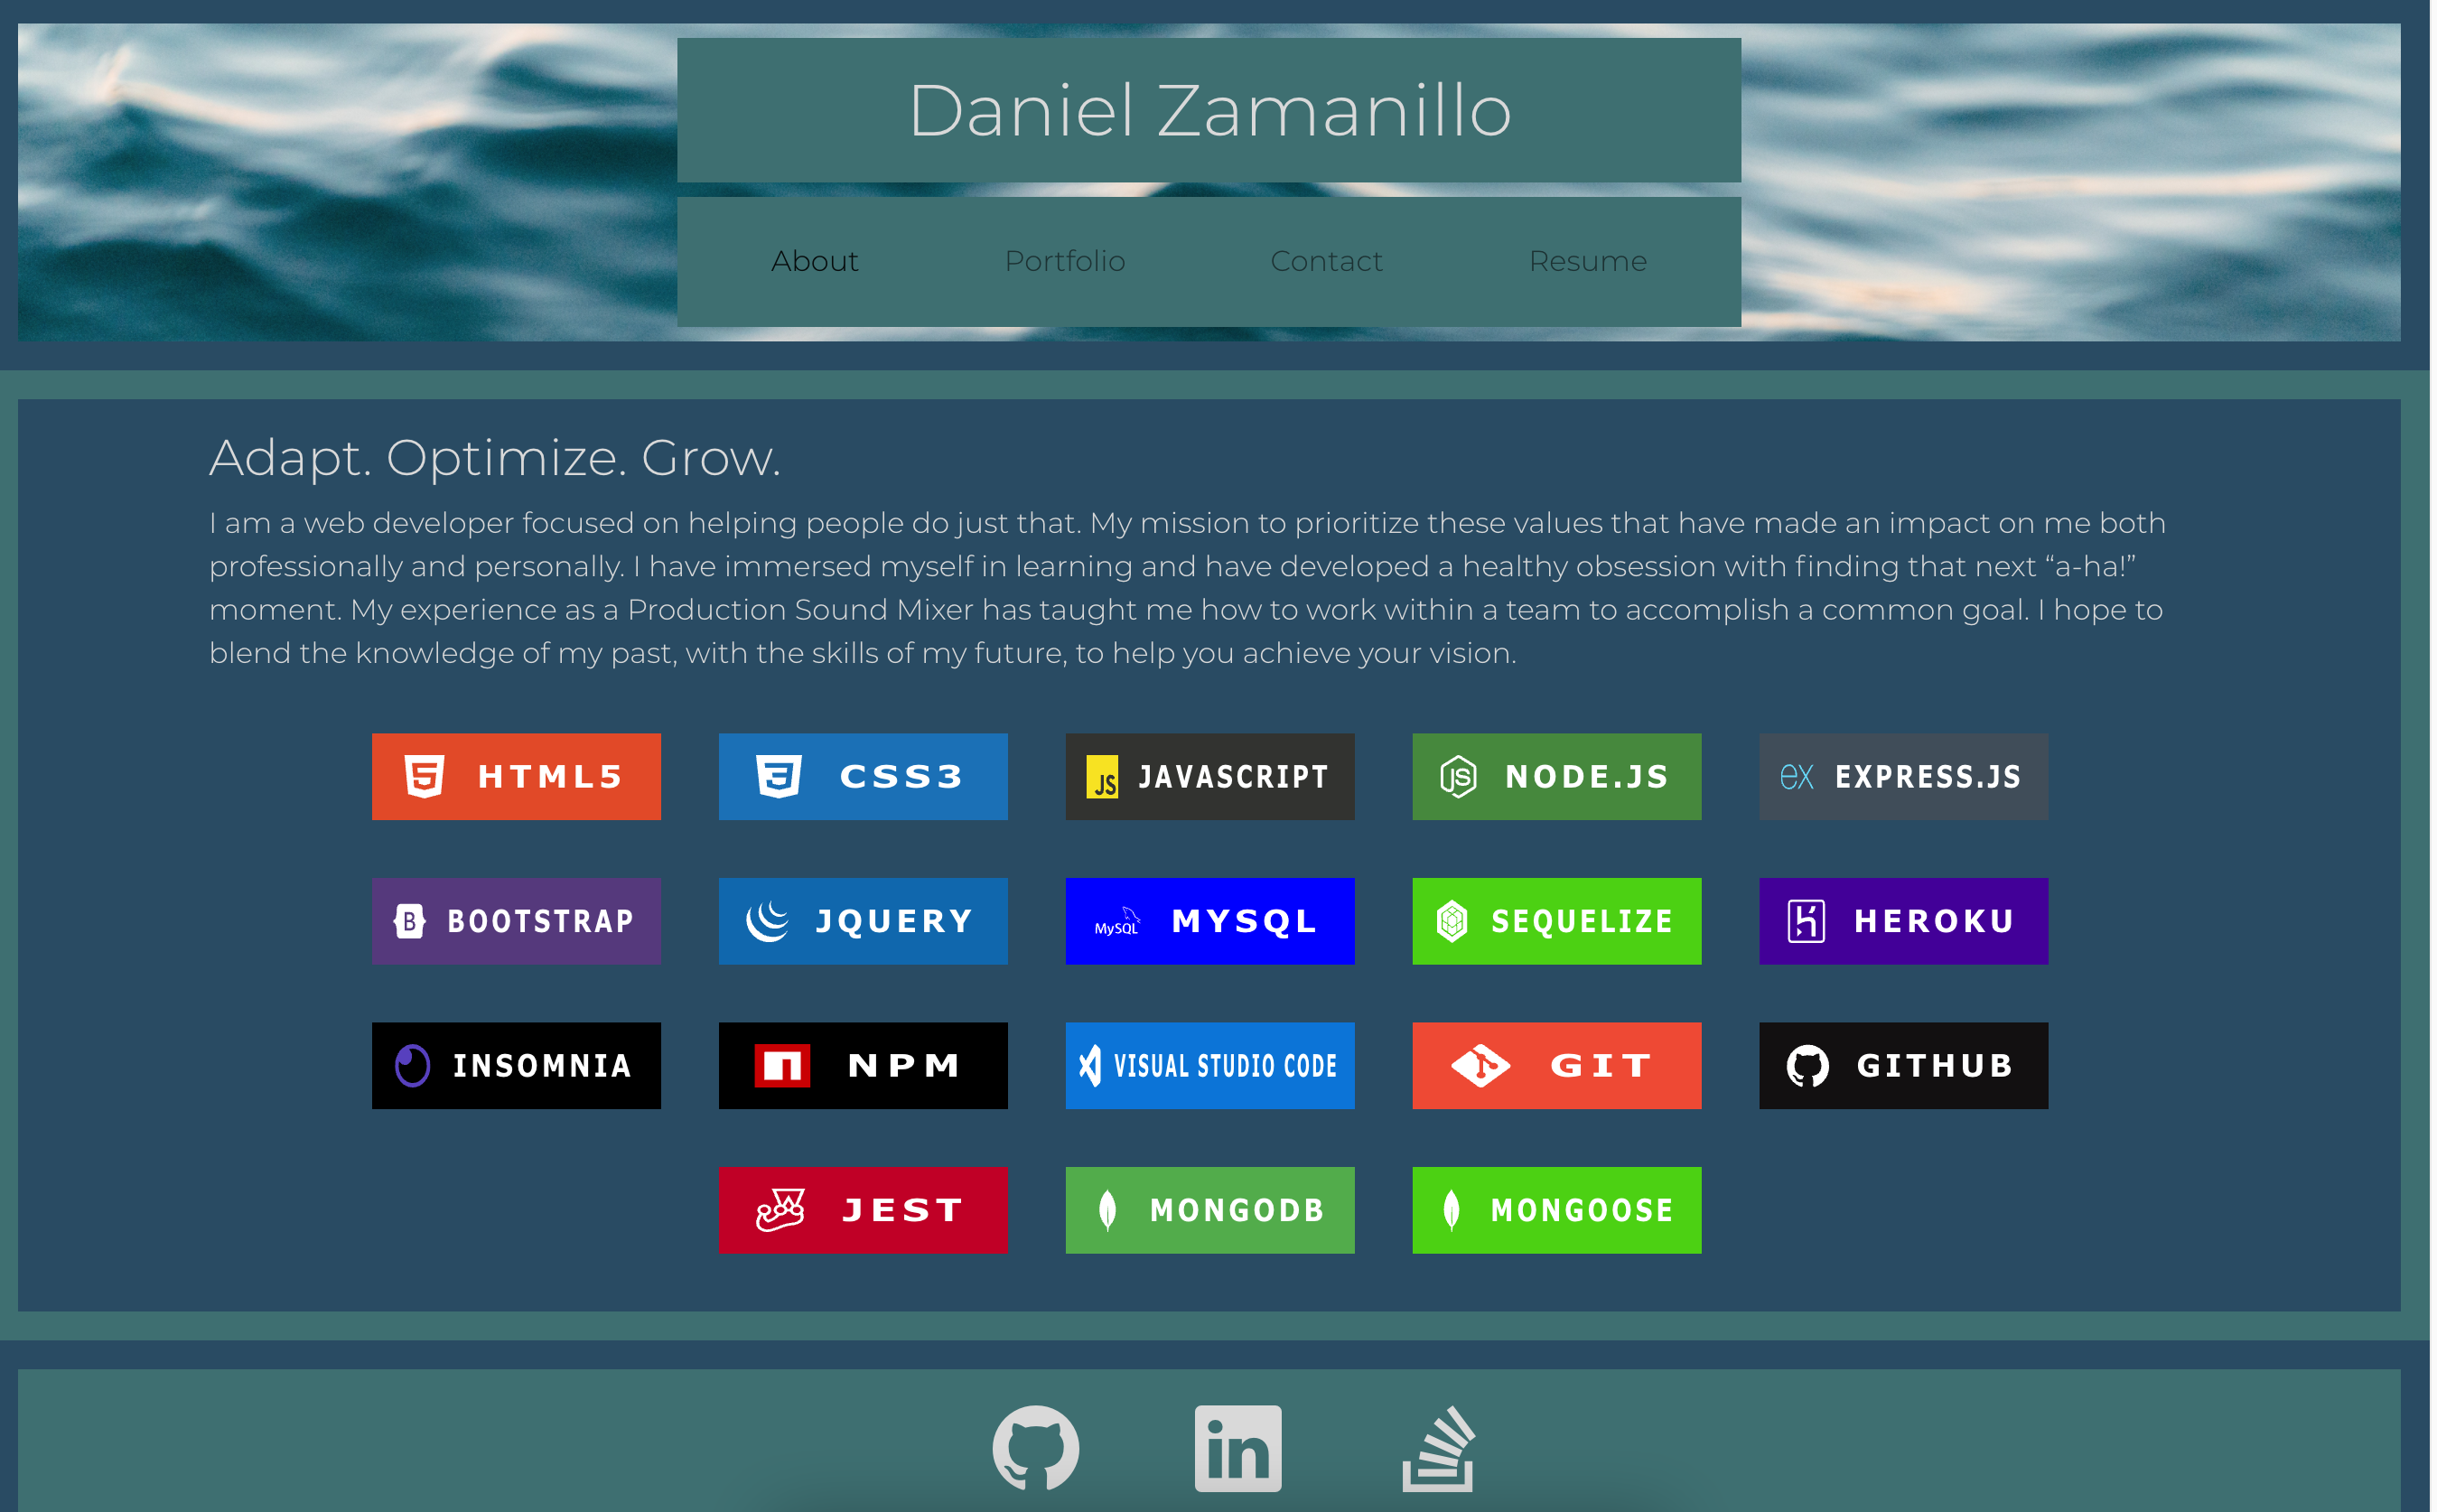 Daniel Zamanillo
About Portfolio Contact Resume
Adapt. Optimize. Grow.
I am a web developer focused on helping people do just that. My mission to prioritize these values that have made an impact on me both
professionally and personally. I have immersed myself in learning and have developed a healthy obsession with finding that next “a-ha!”
moment. My experience as a Production Sound Mixer has taught me how to work within a team to accomplish a common goal. I hope to
blend the knowledge of my past, with the skills of my future, to help you achieve your vision.
HTML5 CSS3 JS JAVASCRIPT JS NODE.JS ex EXPRESS.JS
B BOOTSTRAP JQUERY MySQL MYSQL SEQUELIZE HEROKU
INSOMNIA NPM VISUAL STUDIO CODE GIT GITHUB
JEST MONGODB MONGOOSE
in